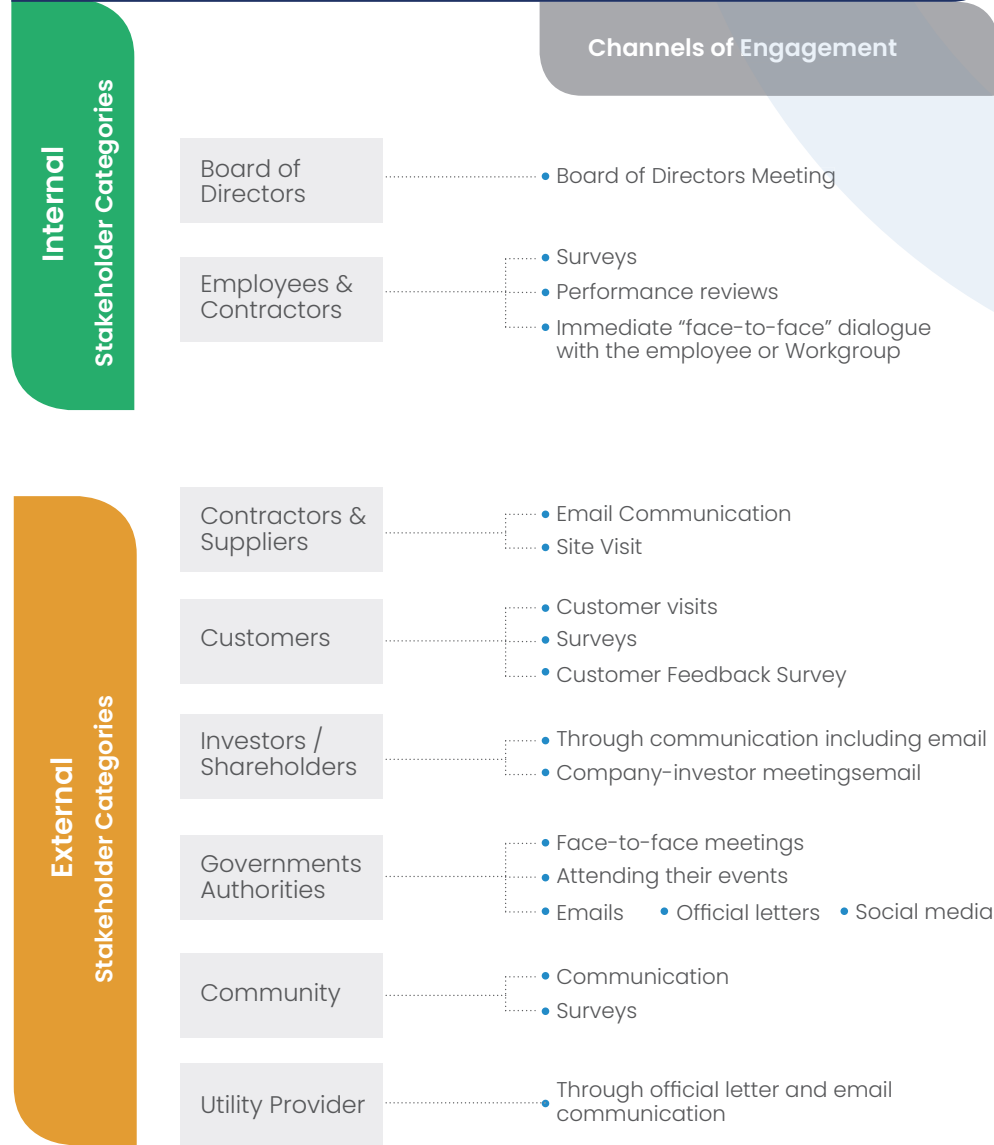 Channels of Engagement
Internal
Stakeholder Categories
Board of
Directors
• Board of Directors Meeting
Employees &
Contractors
• Surveys
• Performance reviews
• Immediate “face-to-face” dialogue
with the employee or Workgroup
External
Stakeholder Categories
Contractors &
Suppliers
• Email Communication
• Site Visit
Customers
• Customer visits
• Surveys
• Customer Feedback Survey
Investors /
Shareholders
• Through communication including email
• Company-investor meetingsemail
Governments
Authorities
• Face-to-face meetings
• Attending their events
• Emails • Official letters • Social media
Community
• Communication
• Surveys
Utility Provider
• Through official letter and email
communication